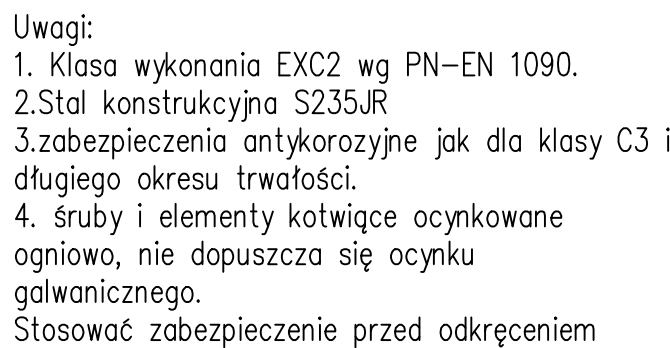 Uwagi:
1. Klasa wykonania EXC2 wg PN-EN 1090.
2.Stal konstrukcyjna S235JR
3.zabezpieczenia antykorozyjne jak dla klasy C3 i
długiego okresu trwałości.
4. śruby i elementy kotwiące ocynkowane
ogniowo, nie dopuszcza się ocynku
galwanicznego.
Stosować zabezpieczenie przed odkręceniem